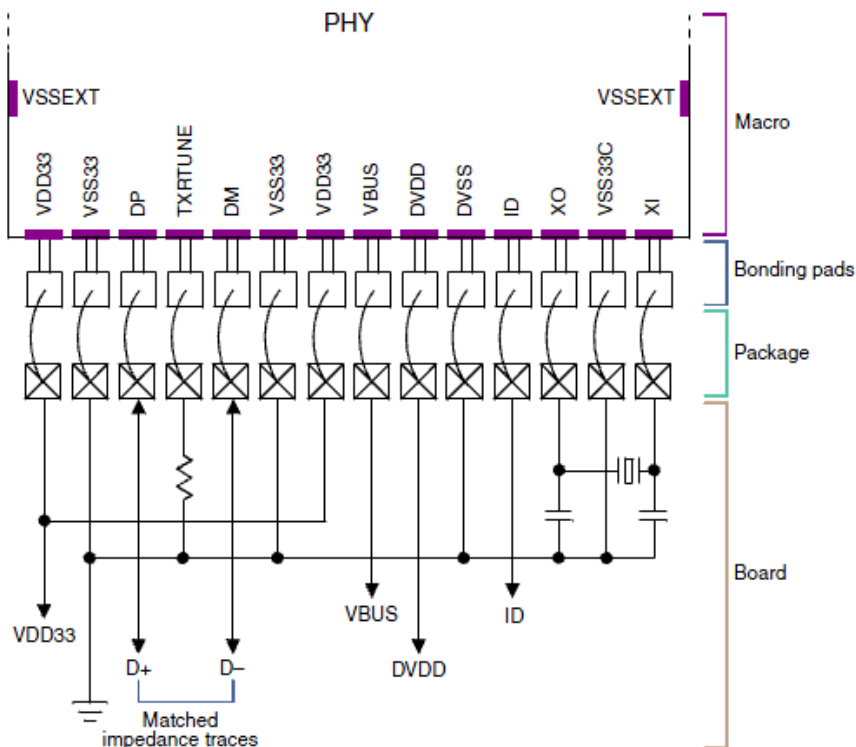 PHY
VSSEXT
VSSEXT
Macro
VDD33
VSS33
DP
TXRTUNE
DM
VSS33
VDD33
VBUS
DVDD
DVSS
ID
XO
VSS33C
XI
Bonding pads
Package
Board
VBUS
ID
VDD33
D+
D–
DVDD
Matched
impedance traces